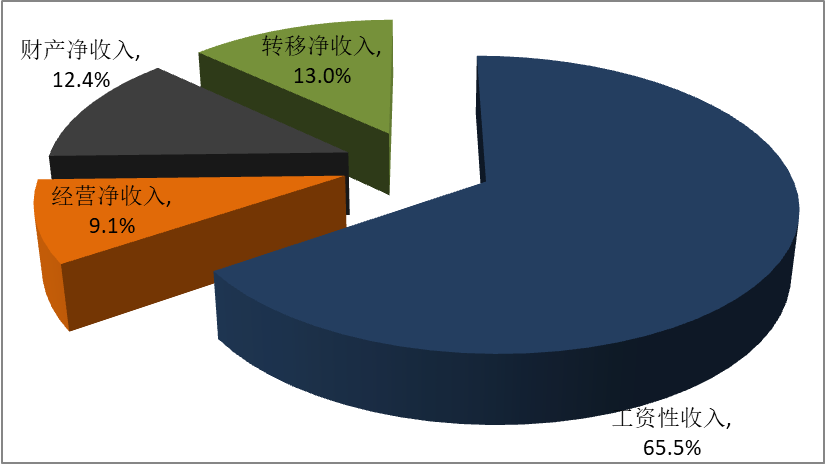 转移净收入,
13.0%
财产净收入,
12.4%
经营净收入,
9.1%
工资性收入,
65.5%